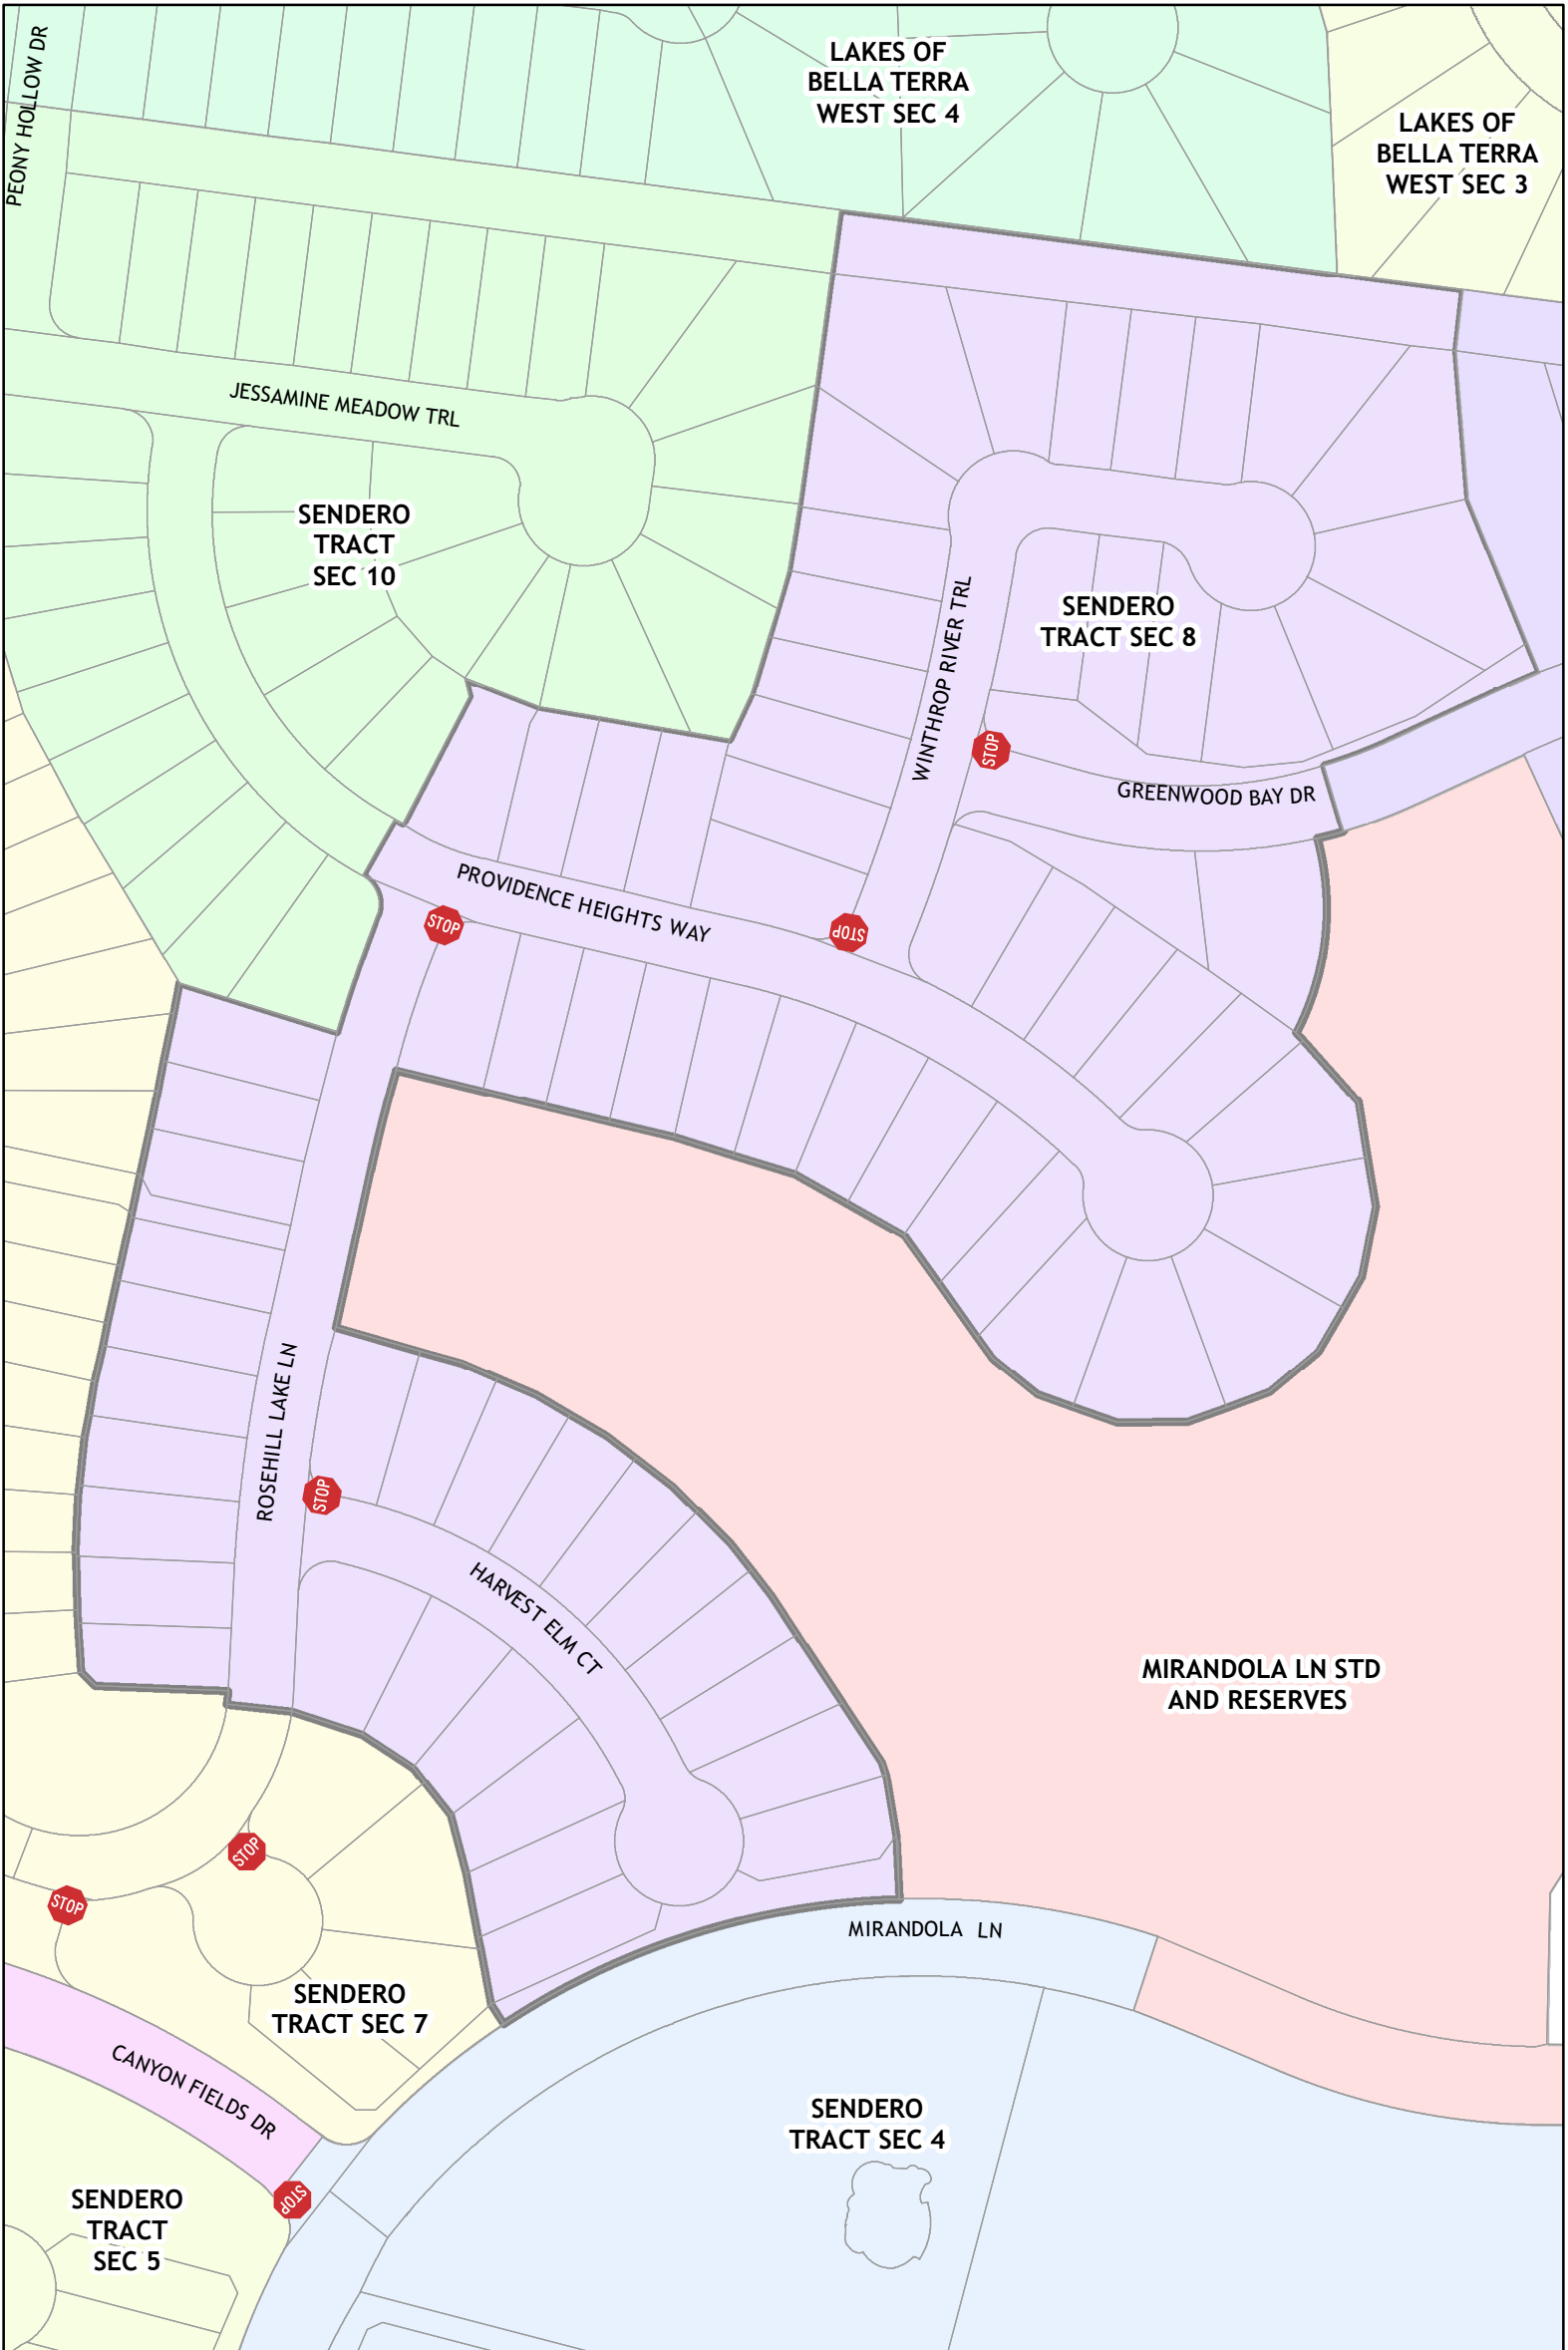 PEONY HOLLOW DR
LAKES OF
BELLA TERRA
WEST SEC 4
LAKES OF
BELLA TERRA
WEST SEC 3
JESSAMINE MEADOW TRL
SENDERO
TRACT
SEC 10
WINTHROP RIVER TRL
SENDERO
TRACT SEC 8
STOP
GREENWOOD BAY DR
PROVIDENCE HEIGHTS WAY
STOP
STOP
ROSEHILL LAKE LN
STOP
HARVEST ELM CT
MIRANDOLA LN STD
AND RESERVES
STOP
STOP
MIRANDOLA LN
SENDERO
TRACT SEC 7
CANYON FIELDS DR
SENDERO
TRACT SEC 4
STOP
SENDERO
TRACT
SEC 5